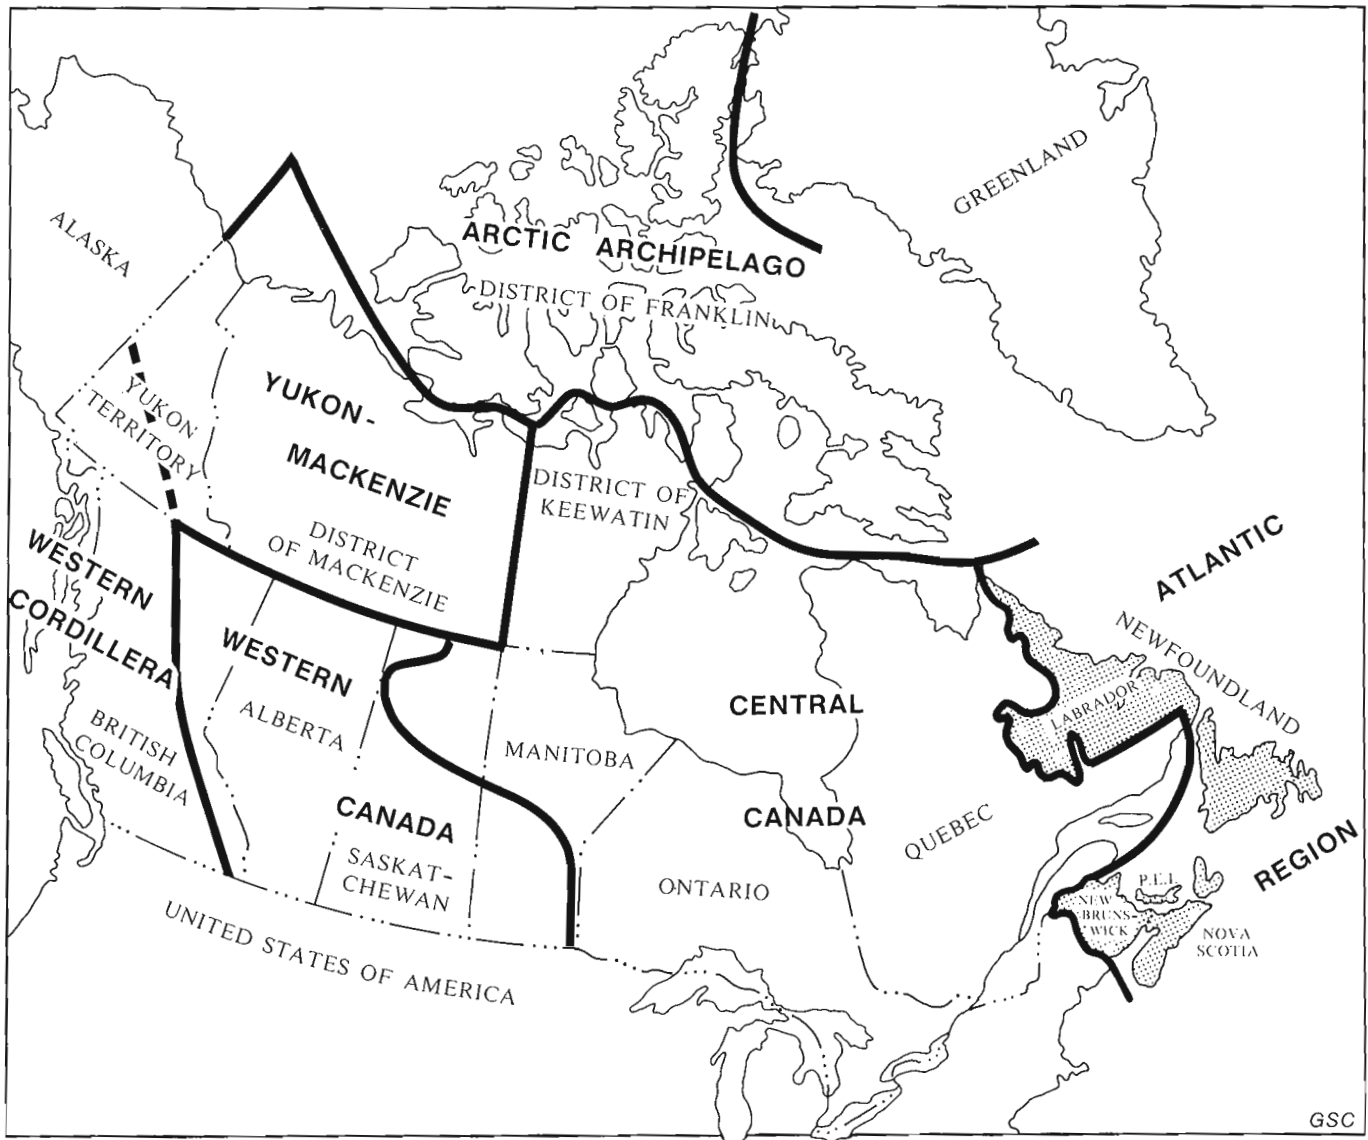 GREENLAND
ALASKA
ARCTIC ARCHIPELAGO
DISTRICT OF FRANKLIN
YUKON
TERRITORY
YUKON-
MACKENZIE
DISTRICT OF
KEEWATIN
DISTRICT
OF MACKENZIE
WESTERN
CORDILLERA
WESTERN
ALBERTA
BRITISH
COLUMBIA
CANADA
SASKAT-
CHEWAN
MANITOBA
CENTRAL
CANADA
ONTARIO
QUEBEC
ATLANTIC
NEWFOUNDLAND
LABRADOR
REGION
P.E.I.
NEW
BRUNS-
WICK
NOVA
SCOTIA
UNITED STATES OF AMERICA
GSC